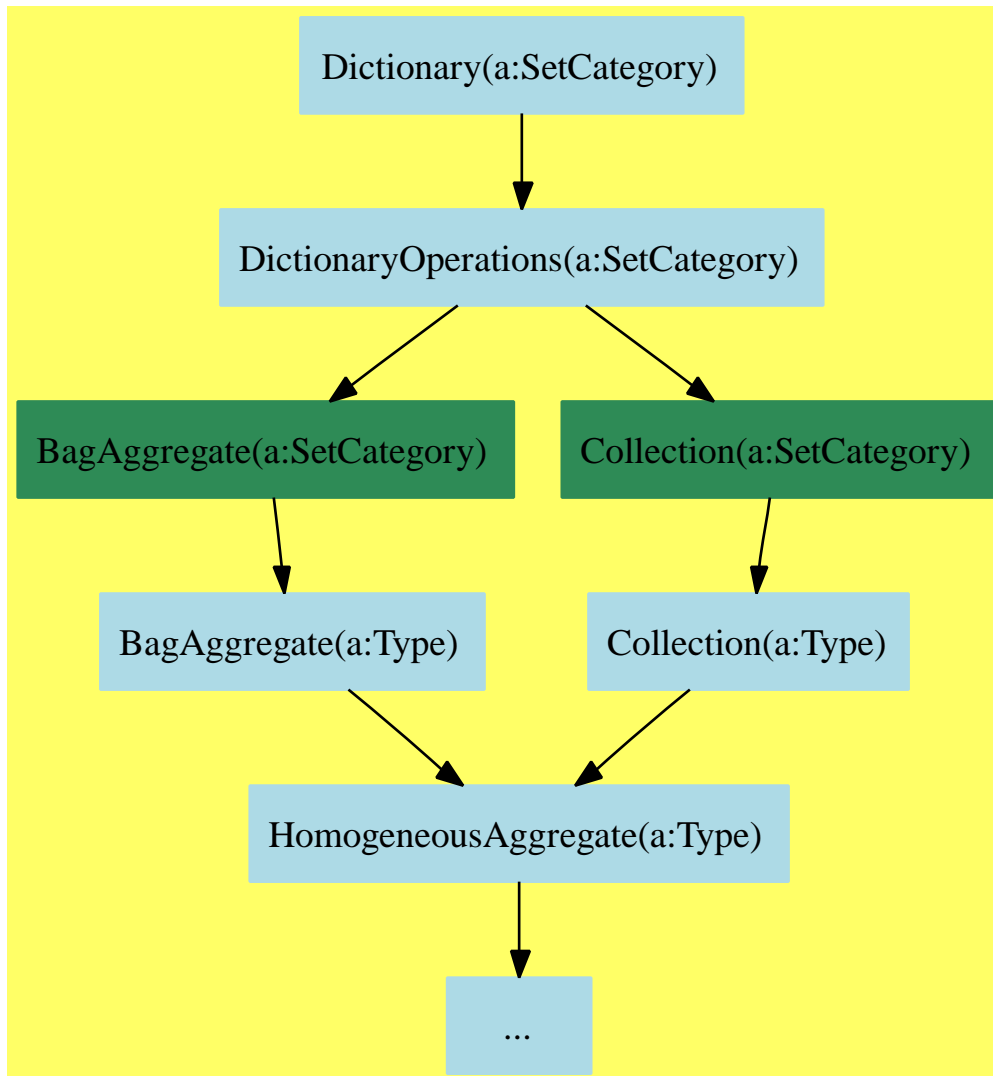 Dictionary(a:SetCategory)
DictionaryOperations(a:SetCategory)
BagAggregate(a:SetCategory)
Collection(a:SetCategory)
BagAggregate(a:Type)
Collection(a:Type)
HomogeneousAggregate(a:Type)
...